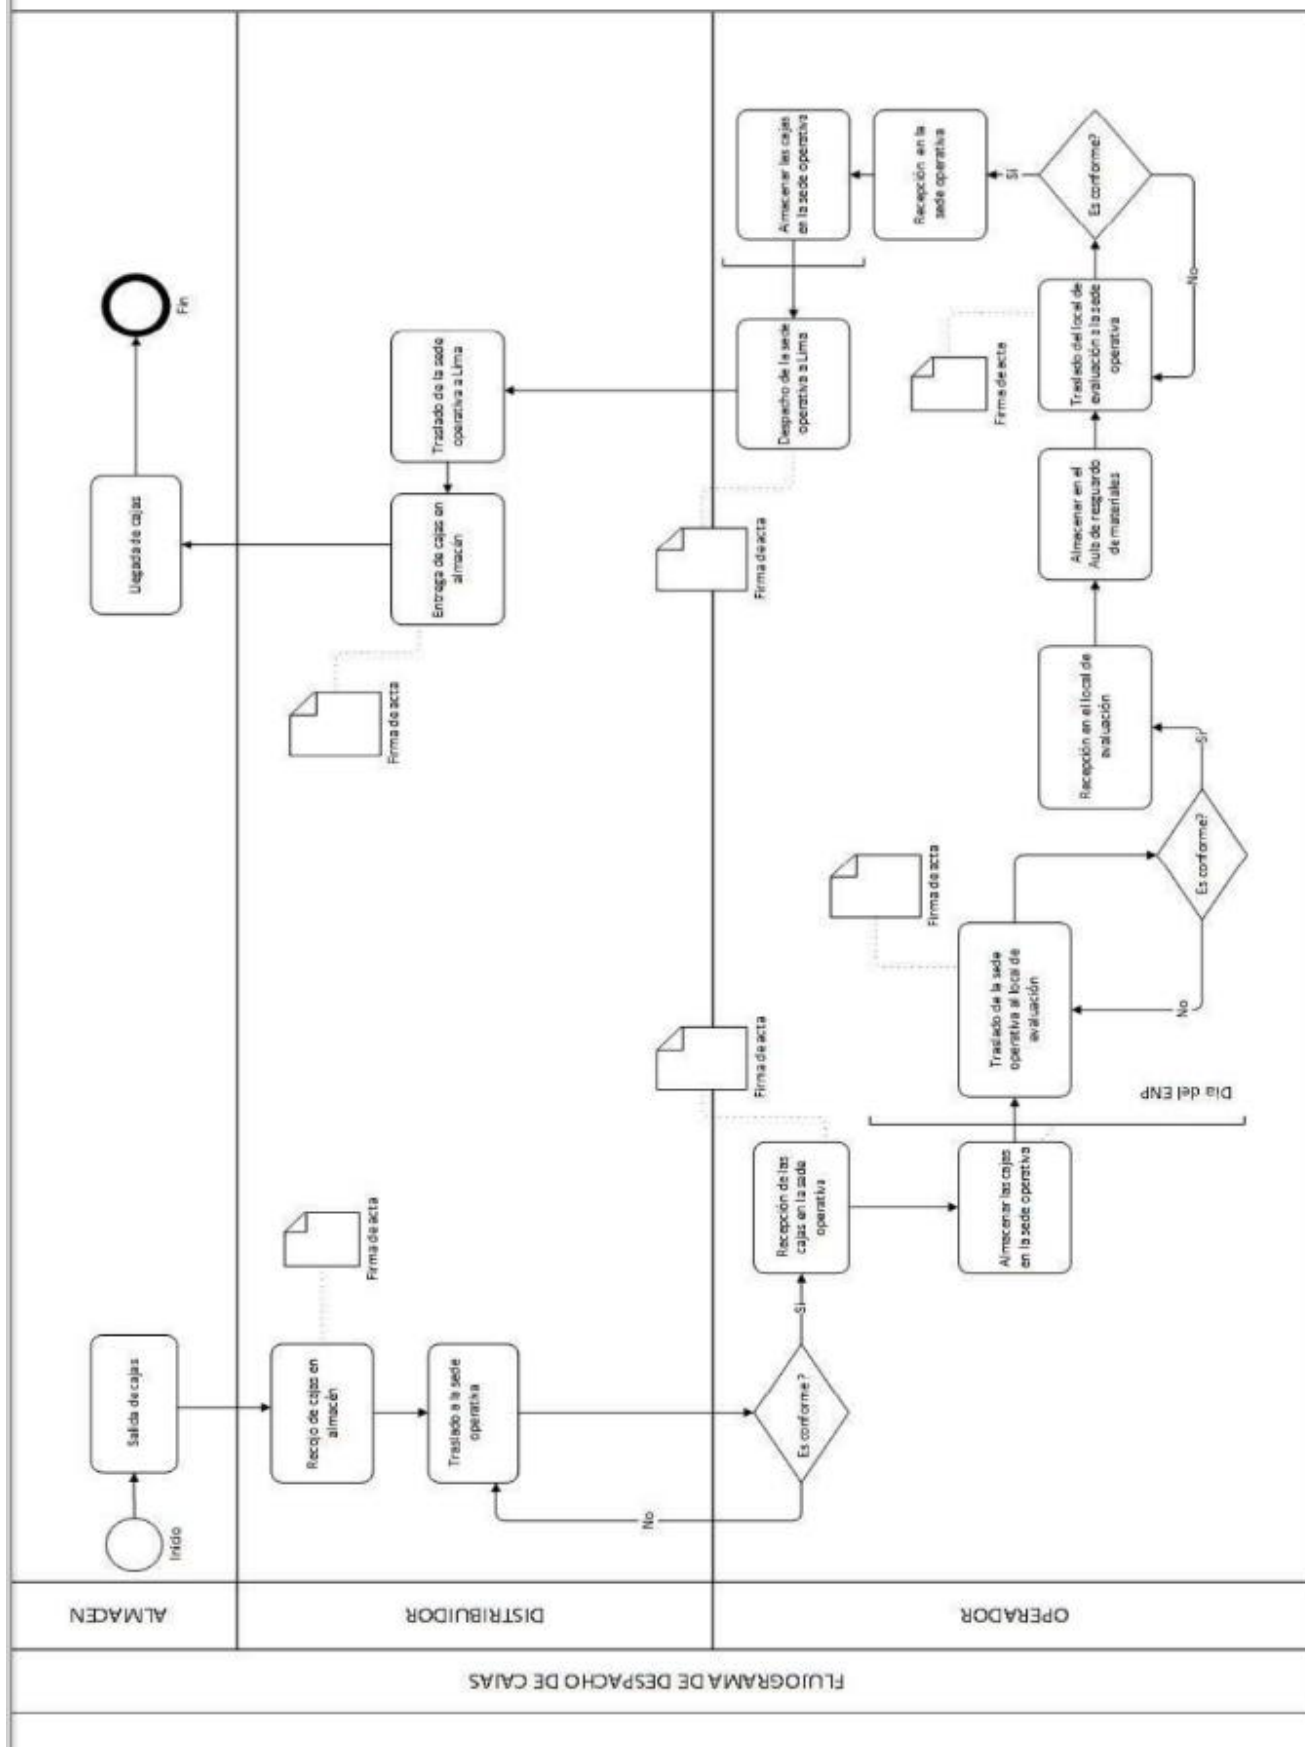 FLUJOGRAMA DE DESPACHO DE CAJAS
ALMACEN
Inicio
Salida de cajas
Llegada de cajas
Fin
DISTRIBUIDOR
Recojo de cajas en
almacén
Firma de acta
Traslado a la sede
operativa
No
Firma de acta
Entrega de cajas en
almacén
Traslado de la sede
operativa a Lima
OPERADOR
Es conforme?
Sí
Recepción de las
cajas en la sede
operativa
Firma de acta
Almacenar las cajas
en la sede operativa
Día del ENP
Traslado de la sede
operativa al local de
evaluación
Firma de acta
No
Es conforme?
Sí
Recepción en el local de
evaluación
Almacenar en el
Aula de resguardo
de materiales
Traslado del local de
evaluación a la sede
operativa
Firma de acta
No
Es conforme?
Sí
Recepción en la
sede operativa
Almacenar las cajas
en la sede operativa
Despacho de la sede
operativa a Lima
Firma de acta